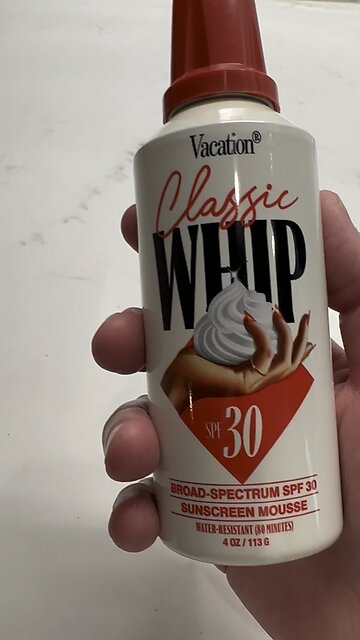 Vacation®
Classic
WHIP
SPF 30
BROAD-SPECTRUM SPF 30
SUNSCREEN MOUSSE
WATER-RESISTANT (80 MINUTES)
4 OZ / 113 G